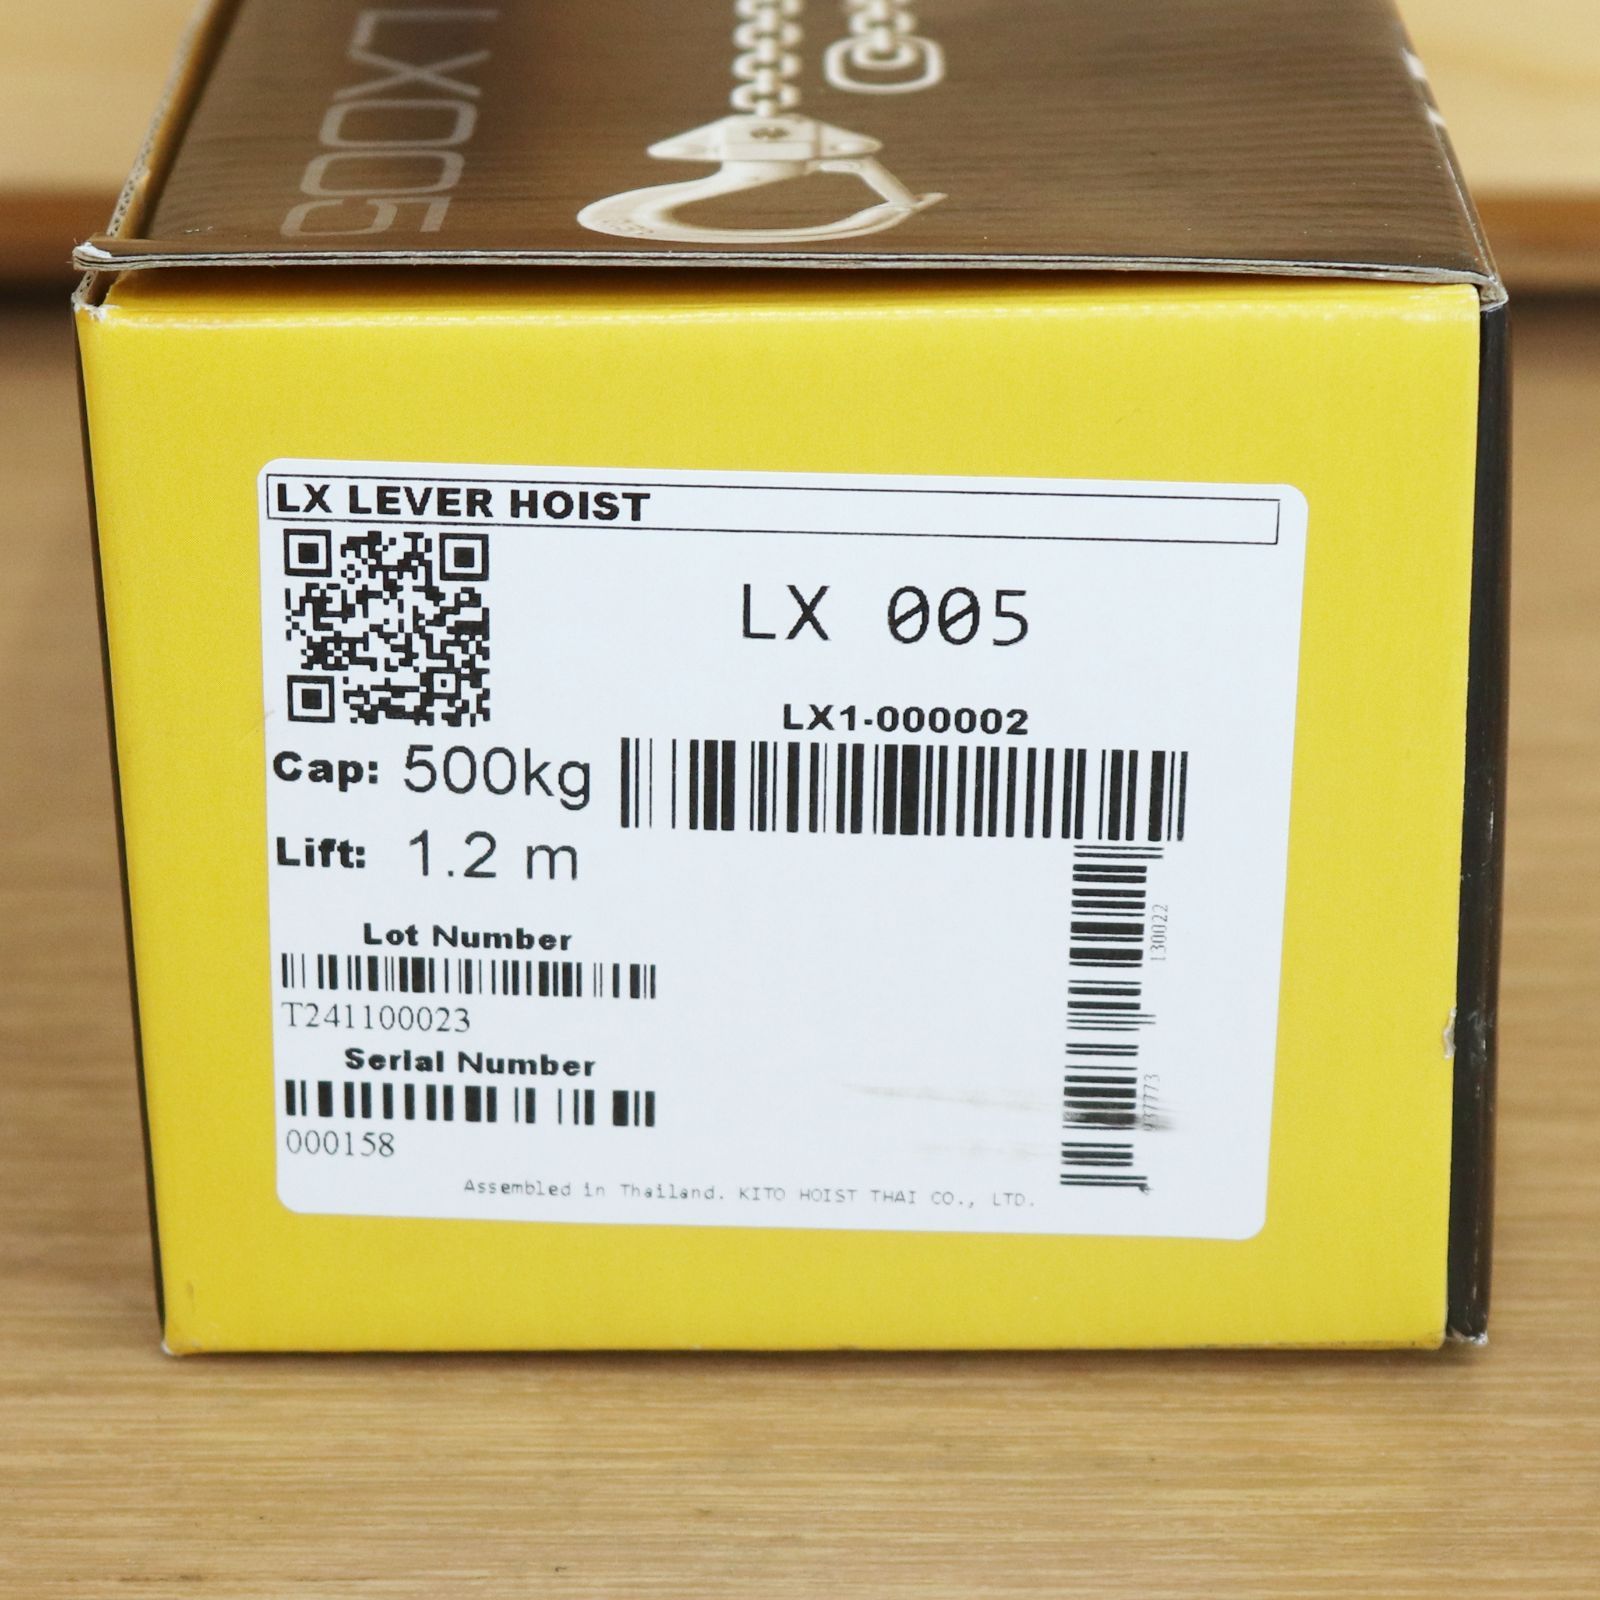 LX005
LX LEVER HOIST
LX 005
LX1-000002
Cap: 500kg
Lift: 1.2 m
Lot Number
T241100023
Serial Number
000158
130022
Assembled in Thailand. KITO HOIST THAI CO., LTD.